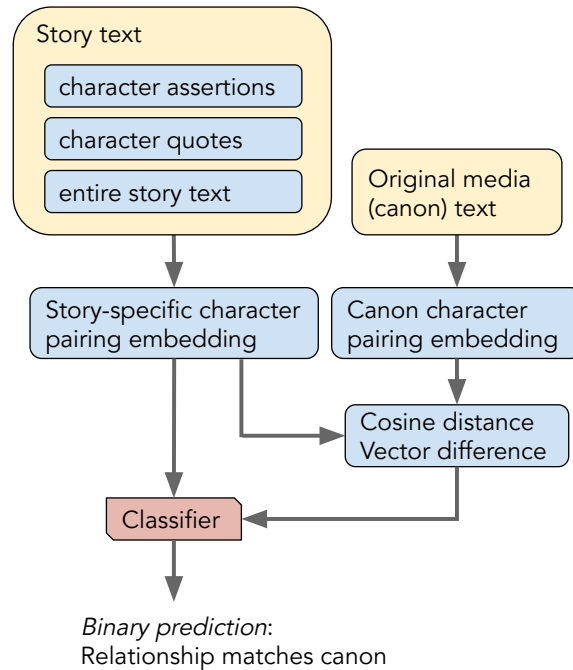 Story text
character assertions
character quotes
entire story text
Original media
(canon) text
Story-specific character
pairing embedding
Canon character
pairing embedding
Cosine distance
Vector difference
Classifier
Binary prediction:
Relationship matches canon